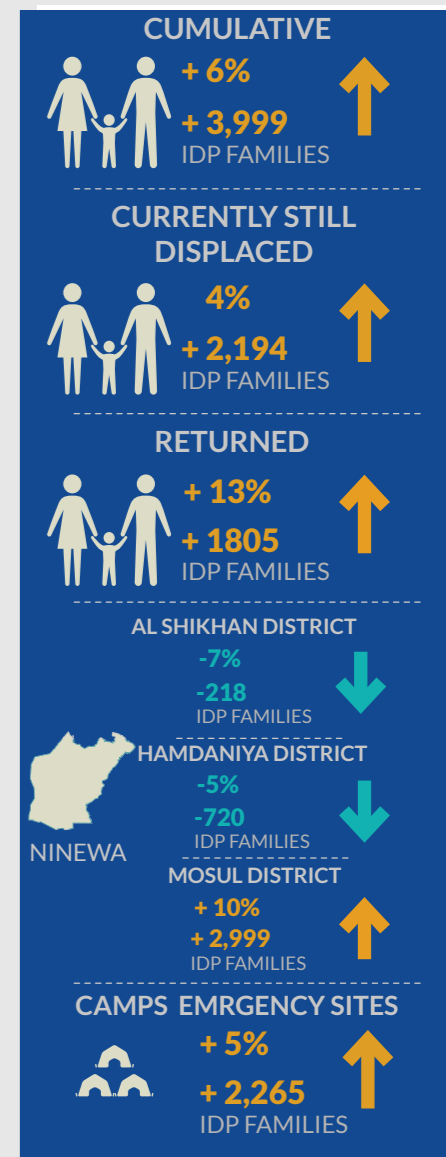 CUMULATIVE
+ 6%
+ 3,999
IDP FAMILIES
CURRENTLY STILL
DISPLACED
4%
+ 2,194
IDP FAMILIES
RETURNED
+ 13%
+ 1805
IDP FAMILIES
AL SHIKHAN DISTRICT
-7%
-218
IDP FAMILIES
HAMDANIYA DISTRICT
-5%
-720
IDP FAMILIES
NINEWA
MOSUL DISTRICT
+ 10%
+ 2,999
IDP FAMILIES
CAMPS EMRGENCY SITES
+ 5%
+ 2,265
IDP FAMILIES